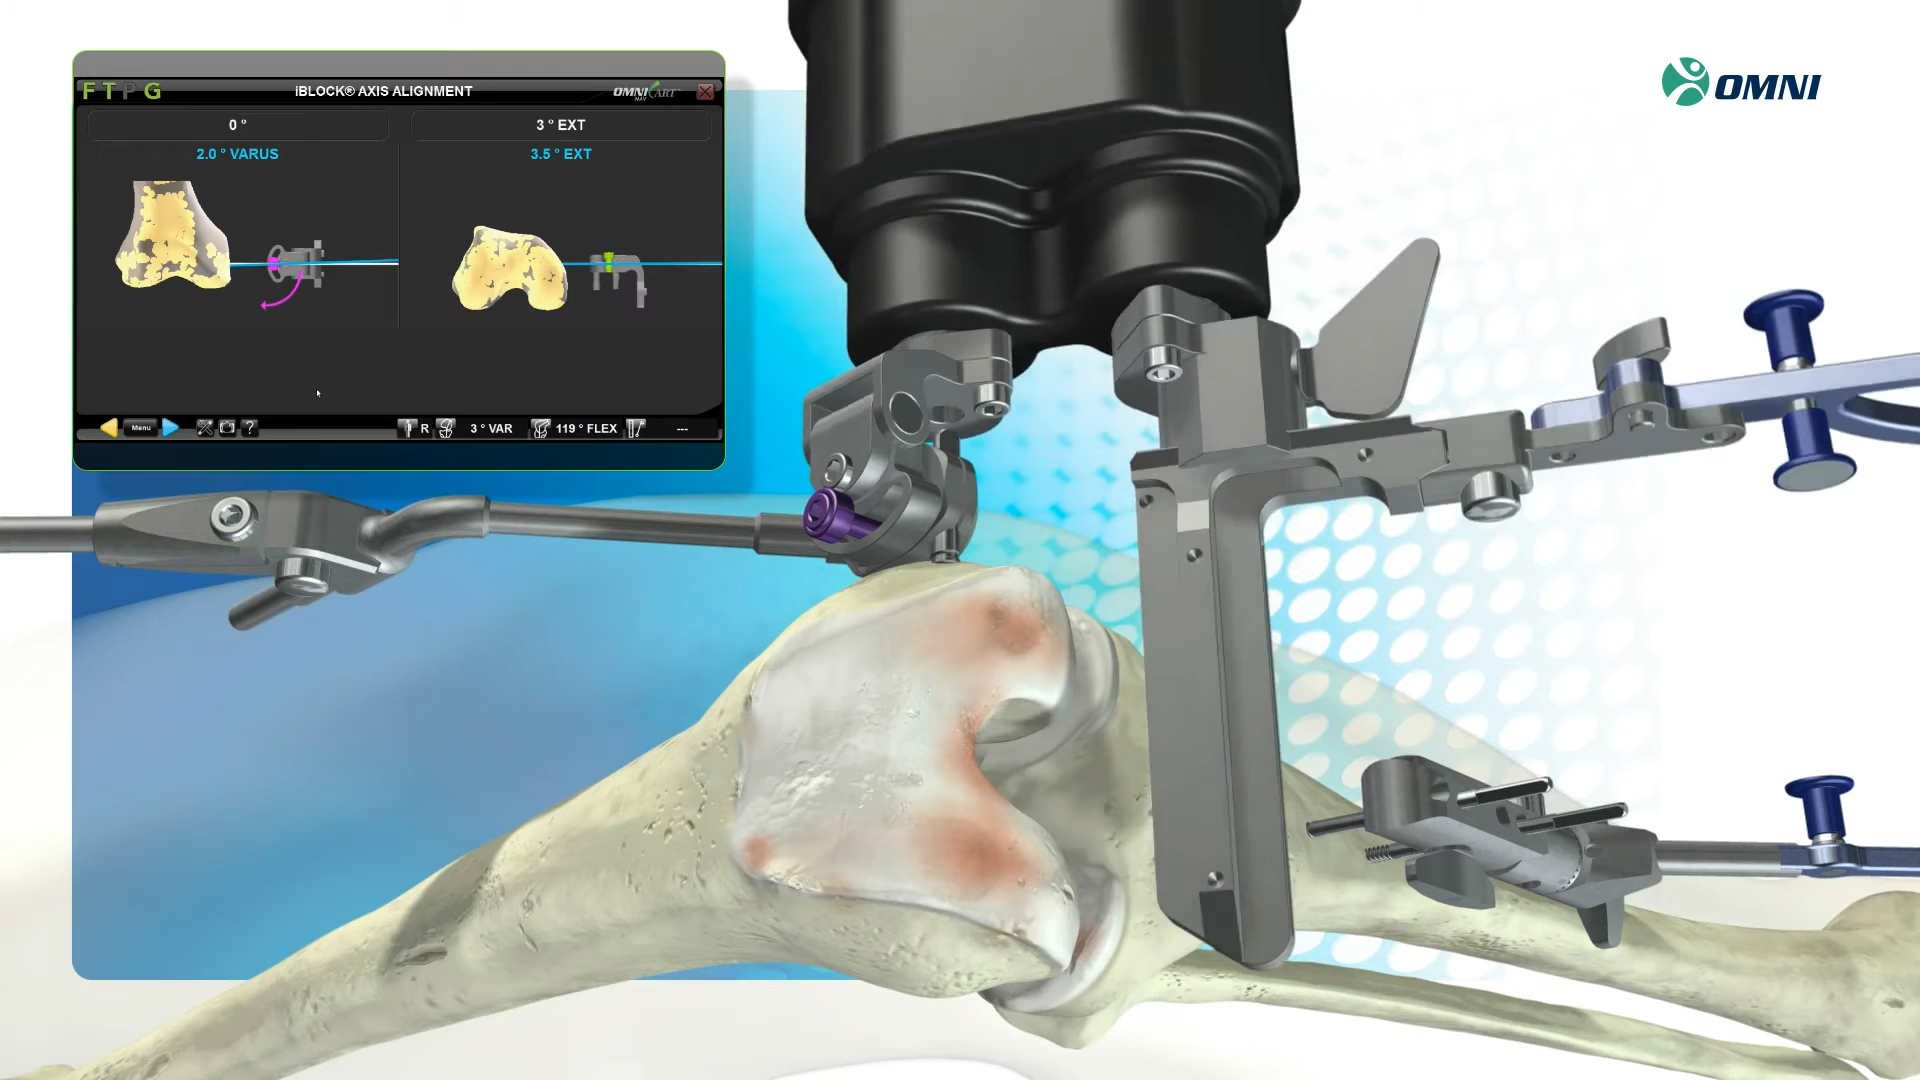 F T P G
iBLOCK® AXIS ALIGNMENT
OMNI
0 °
3 ° EXT
2.0 ° VARUS
3.5 ° EXT
Menu
?
R
3 ° VAR
119 ° FLEX
---
OMNI